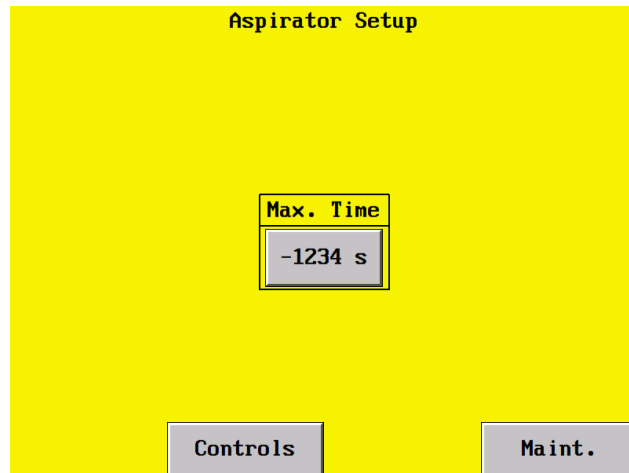 Aspirator Setup
Max. Time
-1234 s
Controls
Maint.